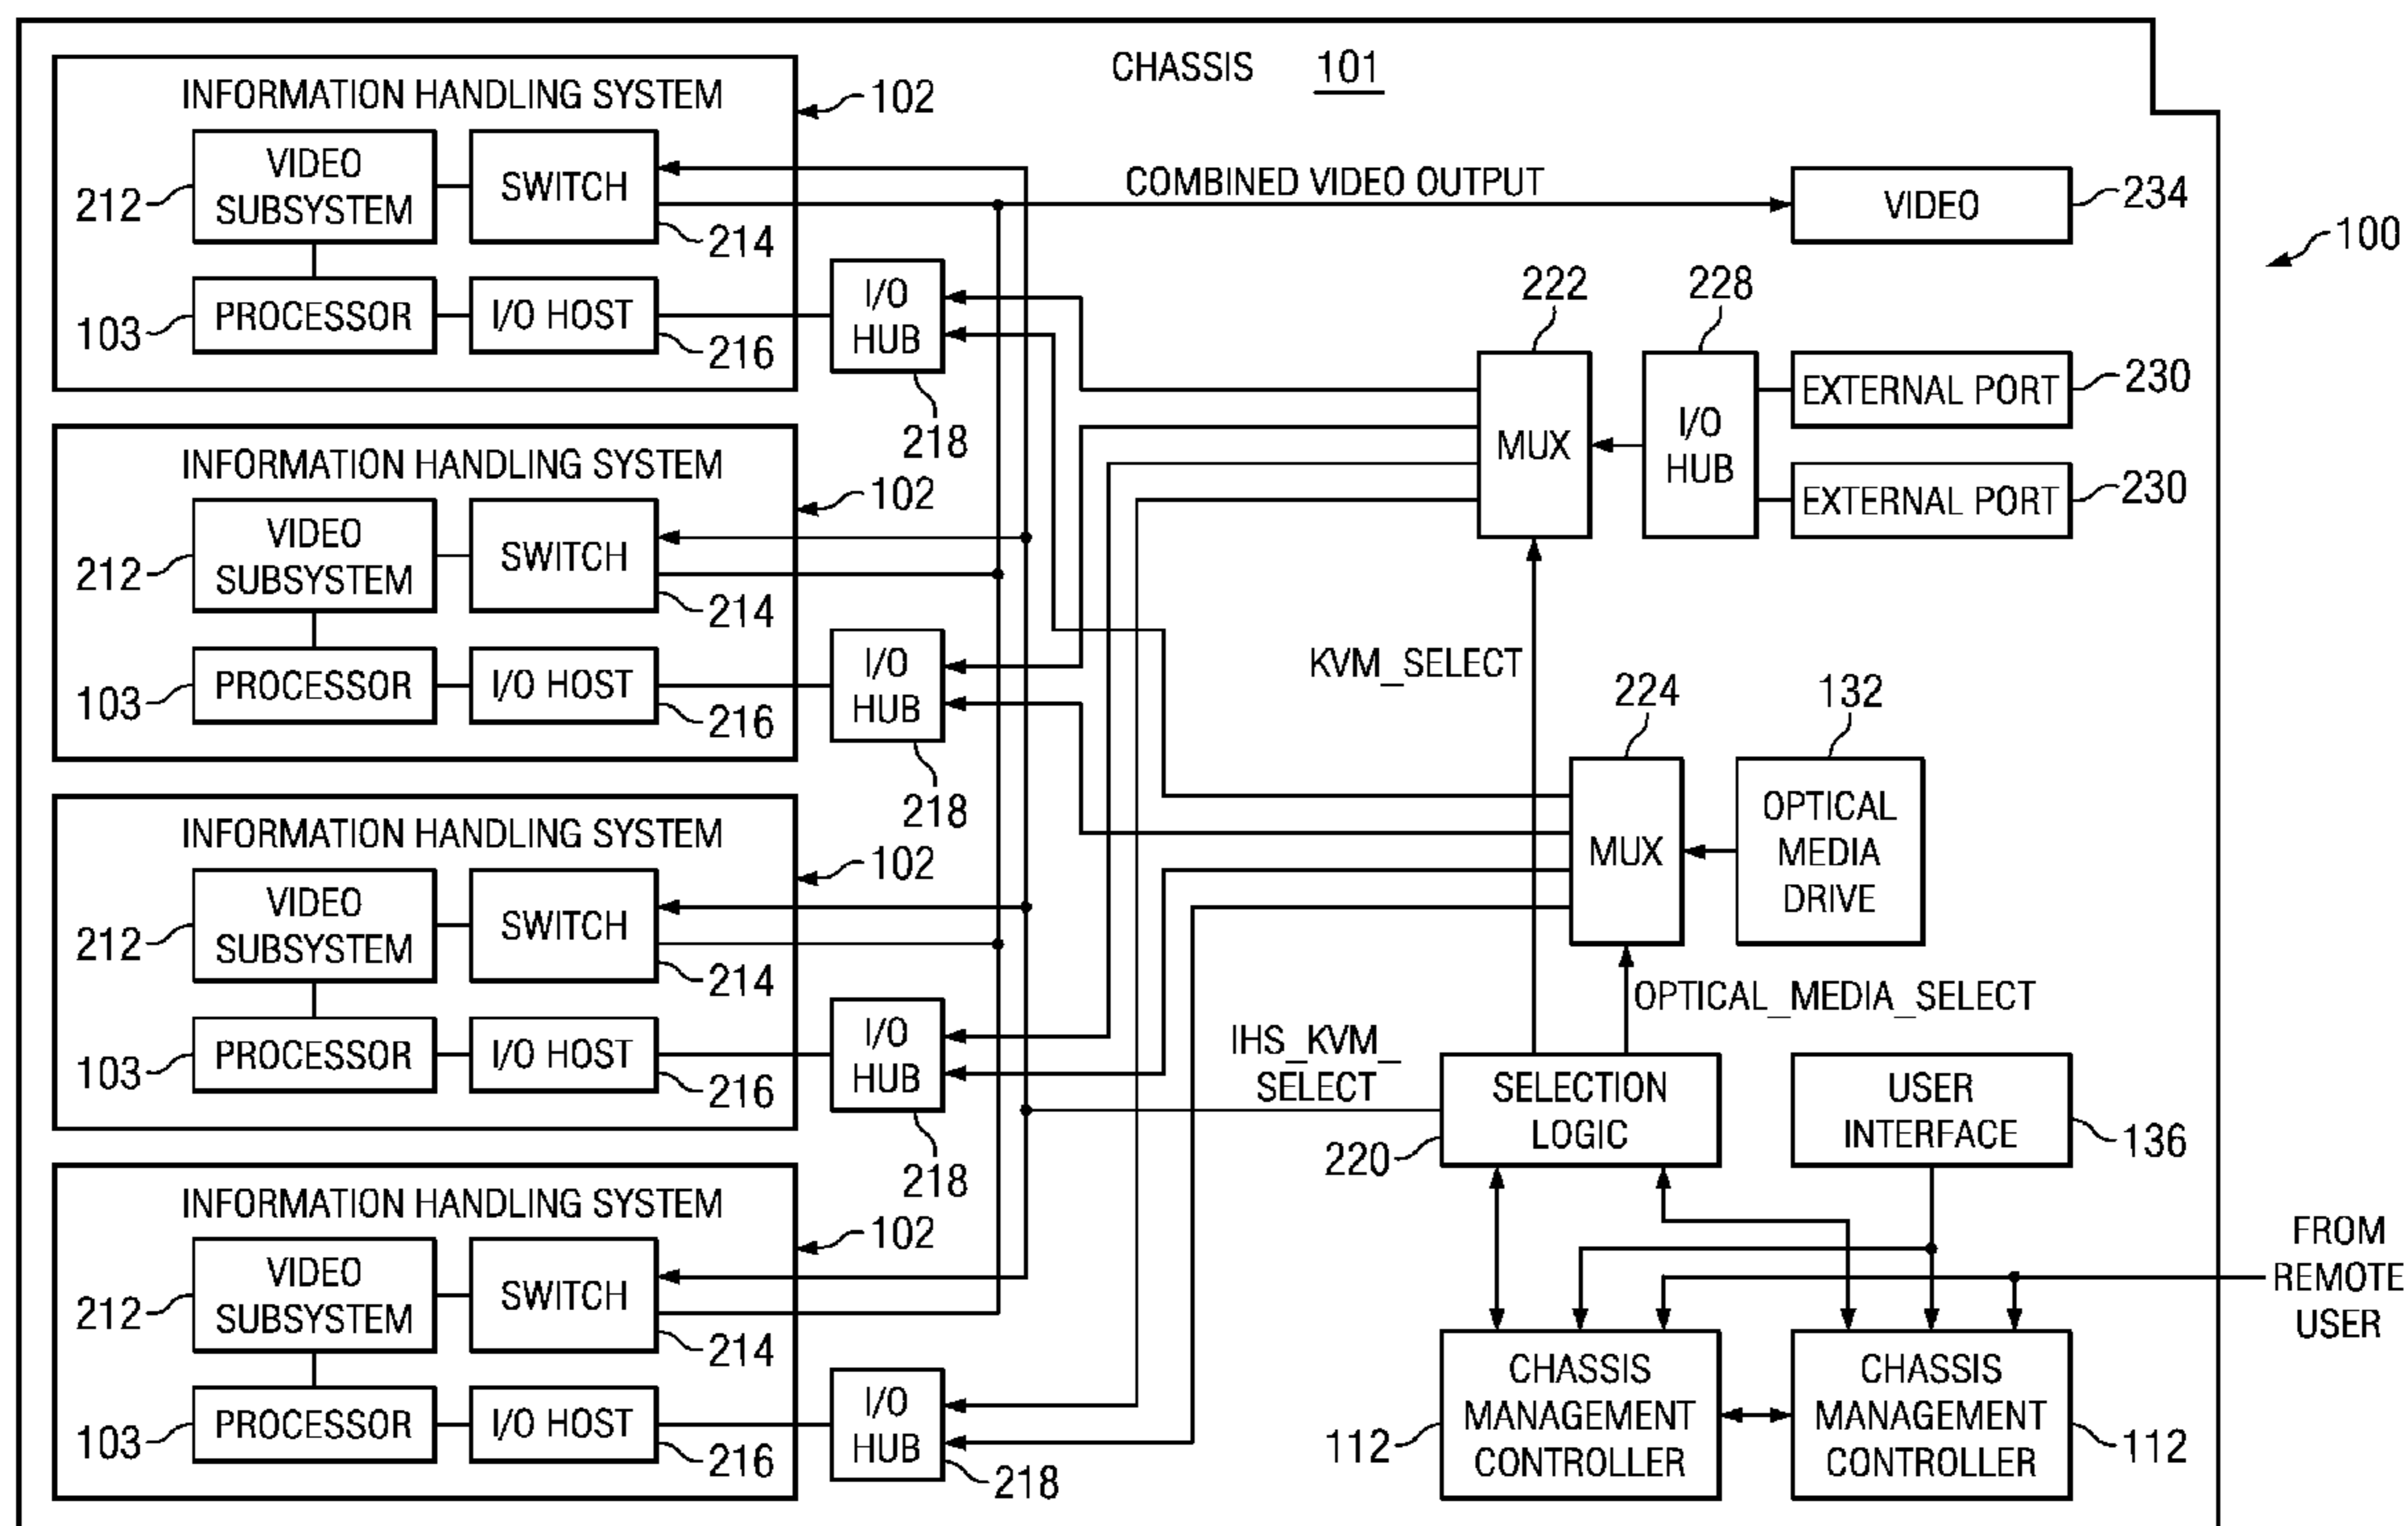 CHASSIS 101
INFORMATION HANDLING SYSTEM
102
VIDEO
SUBSYSTEM
212
SWITCH
214
PROCESSOR
103
I/O HOST
216
I/O
HUB
218
INFORMATION HANDLING SYSTEM
102
VIDEO
SUBSYSTEM
212
SWITCH
214
PROCESSOR
103
I/O HOST
216
I/O
HUB
218
INFORMATION HANDLING SYSTEM
102
VIDEO
SUBSYSTEM
212
SWITCH
214
PROCESSOR
103
I/O HOST
216
I/O
HUB
218
INFORMATION HANDLING SYSTEM
102
VIDEO
SUBSYSTEM
212
SWITCH
214
PROCESSOR
103
I/O HOST
216
I/O
HUB
218
COMBINED VIDEO OUTPUT
VIDEO
234
100
222
MUX
228
I/O
HUB
EXTERNAL PORT
230
EXTERNAL PORT
230
KVM_SELECT
224
MUX
132
OPTICAL
MEDIA
DRIVE
OPTICAL_MEDIA_SELECT
IHS_KVM_
SELECT
SELECTION
LOGIC
220
USER
INTERFACE
136
FROM
REMOTE
USER
CHASSIS
MANAGEMENT
CONTROLLER
112
CHASSIS
MANAGEMENT
CONTROLLER
112